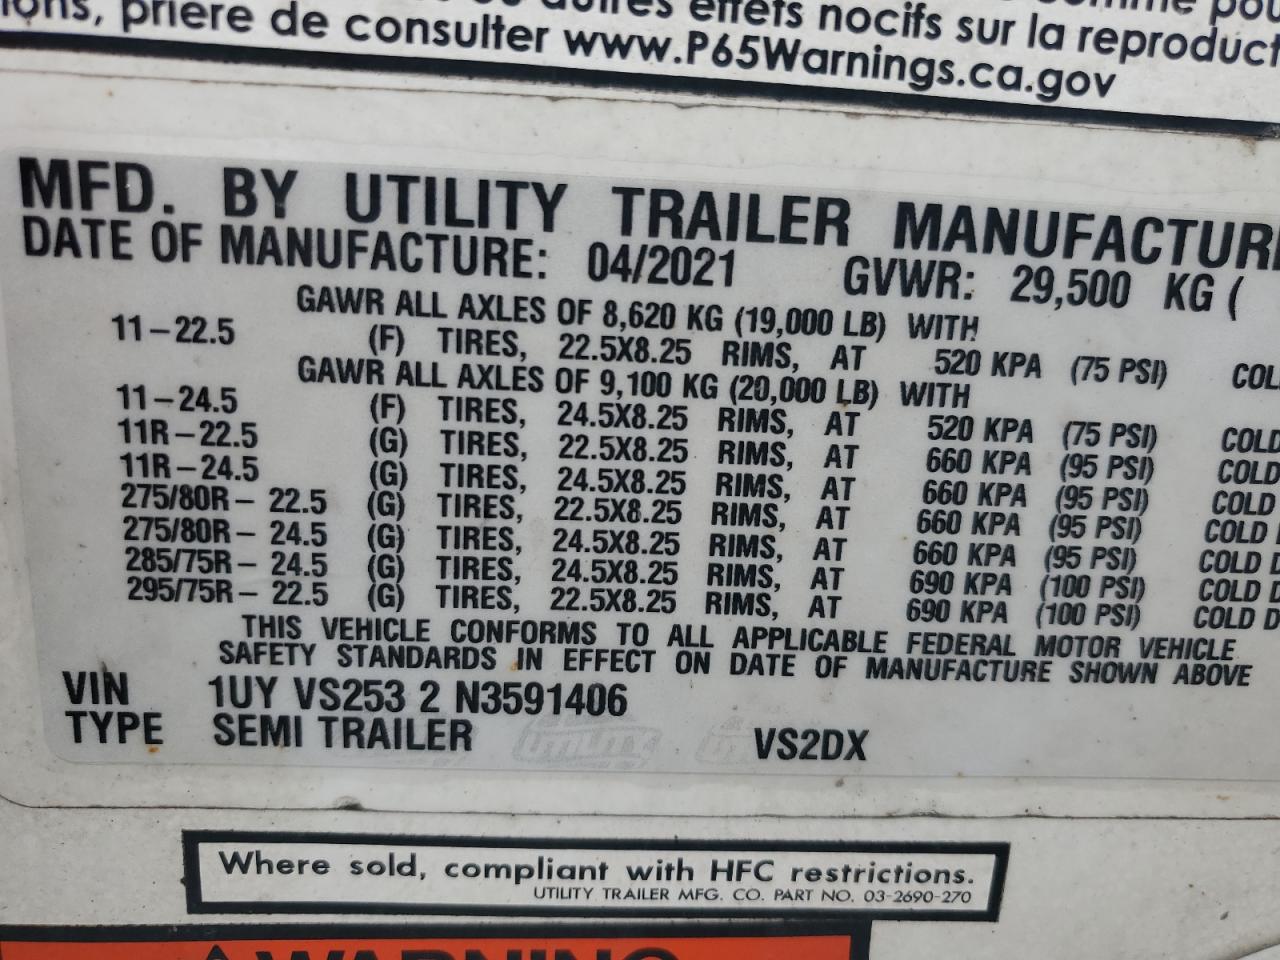 autres effets nocifs sur la reproduct
prière de consulter www.P65Warnings.ca.gov
MFD. BY UTILITY TRAILER
DATE OF MANUFACTURE: 04/2021 GVWR: 29,500 KG (
GAWR ALL AXLES OF 8,620 KG (19,000 LB) WITH
11-22.5 (F) TIRES, 22.5X8.25 RIMS, AT 520 KPA (75 PSI)
GAWR ALL AXLES OF 9,100 KG (20,000 LB) WITH
11-24.5 (F) TIRES, 24.5X8.25 RIMS, AT 520 KPA (75 PSI) COLD
11R-22.5 (G) TIRES, 22.5X8.25 RIMS, AT 660 KPA (95 PSI) COLD
11R-24.5 (G) TIRES, 24.5X8.25 RIMS, AT 660 KPA (95 PSI) COLD
275/80R- 22.5 (G) TIRES, 22.5X8.25 RIMS, AT 660 KPA (95 PSI) COLD
275/80R- 24.5 (G) TIRES, 24.5X8.25 RIMS, AT 660 KPA (95 PSI) COLD D
285/75R- 24.5 (G) TIRES, 24.5X8.25 RIMS, AT 690 KPA (100 PSI) COLD D
295/75R- 22.5 (G) TIRES, 22.5X8.25 RIMS, AT 690 KPA (100 PSI) COLD D
THIS VEHICLE CONFORMS TO ALL APPLICABLE FEDERAL MOTOR VEHICLE
SAFETY STANDARDS IN EFFECT ON DATE OF MANUFACTURE SHOWN ABOVE
VIN 1UY VS253 2 N3591406
TYPE SEMI TRAILER UTILITY VS2DX
Where sold, compliant with HFC restrictions.
UTILITY TRAILER MFG. CO. PART NO. 03-2690-270
WARNING